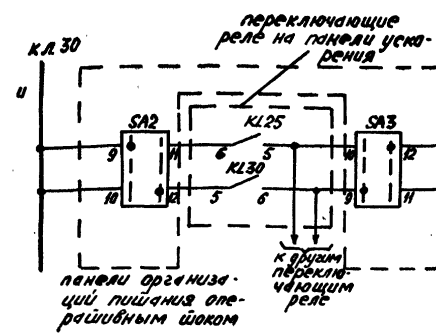 переключающие
реле на панели уско-
рения
кл.30
и
SA2
KL25
SA3
9
11
6
5
10
12
KL30
10
12
5
6
9
11
к другим
переклю-
чающим
реле
панели организа-
ций питания опе-
ративным током